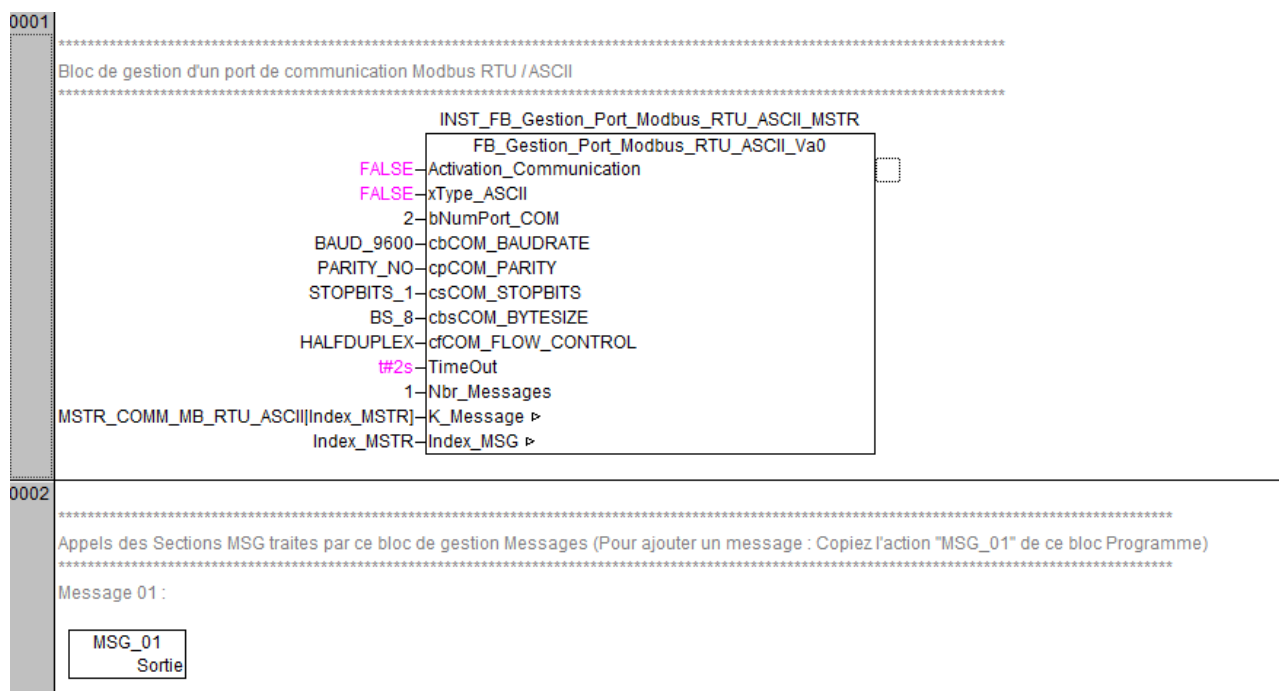 0001
****************************************************************************************************************************************
Bloc de gestion d'un port de communication Modbus RTU / ASCII
****************************************************************************************************************************************
INST_FB_Gestion_Port_Modbus_RTU_ASCII_MSTR
FB_Gestion_Port_Modbus_RTU_ASCII_Va0
FALSE Activation_Communication
FALSE xType_ASCII
2 bNumPort_COM
BAUD_9600 cbCOM_BAUDRATE
PARITY_NO cpCOM_PARITY
STOPBITS_1 csCOM_STOPBITS
BS_8 cbsCOM_BYTESIZE
HALFDUPLEX cfCOM_FLOW_CONTROL
t#2s TimeOut
1 Nbr_Messages
MSTR_COMM_MB_RTU_ASCII[Index_MSTR] K_Message ▹
Index_MSTR Index_MSG ▹
0002
****************************************************************************************************************************************************************
Appels des Sections MSG traites par ce bloc de gestion Messages (Pour ajouter un message : Copiez l'action "MSG_01" de ce bloc Programme)
****************************************************************************************************************************************************************
Message 01 :
MSG_01
Sortie